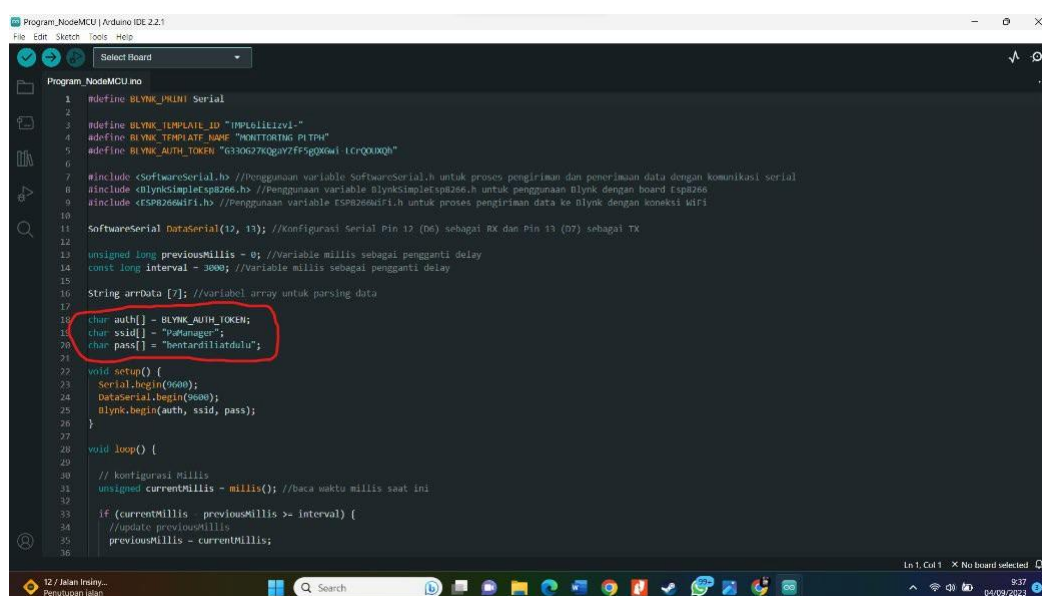 Program_NodeMCU | Arduino IDE 2.2.1
File Edit Sketch Tools Help
Select Board
Program_NodeMCU.ino
1 #define BLYNK_PRINT Serial
2
3 #define BLYNK_TEMPLATE_ID "TMPL6liE1zvl-"
4 #define BLYNK_TEMPLATE_NAME "MONITORING PLTPH"
5 #define BLYNK_AUTH_TOKEN
6
7 #include <SoftwareSerial.h> //Penggunaan variable SoftwareSerial.h untuk proses pengiriman dan penerimaan data dengan komunikasi serial
8 #include <BlynkSimpleEsp8266.h> //Penggunaan variable BlynkSimpleEsp8266.h untuk penggunaan Blynk dengan board Esp8266
9 #include <ESP8266WiFi.h> //Penggunaan variable ESP8266WiFi.h untuk proses pengiriman data ke Blynk dengan koneksi WiFi
10
11 SoftwareSerial DataSerial(12, 13); //Konfigurasi Serial Pin 12 (D6) sebagai RX dan Pin 13 (D7) sebagai TX
12
13 unsigned long previousMillis = 0; //Variable millis sebagai pengganti delay
14 const long interval = 3000; //Variable millis sebagai pengganti delay
15
16 String arrData [7]; //variabel array untuk parsing data
17
18 char auth[] = BLYNK_AUTH_TOKEN;
19 char ssid[] = "PaManager";
20 char pass[] = "bentardiliatdulu";
21
22 void setup() {
23 Serial.begin(9600);
24 DataSerial.begin(9600);
25 Blynk.begin(auth, ssid, pass);
26 }
27
28 void loop() {
29
30 // konfigurasi Millis
31 unsigned currentMillis = millis(); //baca waktu millis saat ini
32
33 if (currentMillis - previousMillis >= interval) {
34 //update previousMillis
35 previousMillis = currentMillis;
36
Ln 1, Col 1 × No board selected
12 / Jalan Insiny...
Penutupan jalan
Search
99+
9:37
04/09/2023